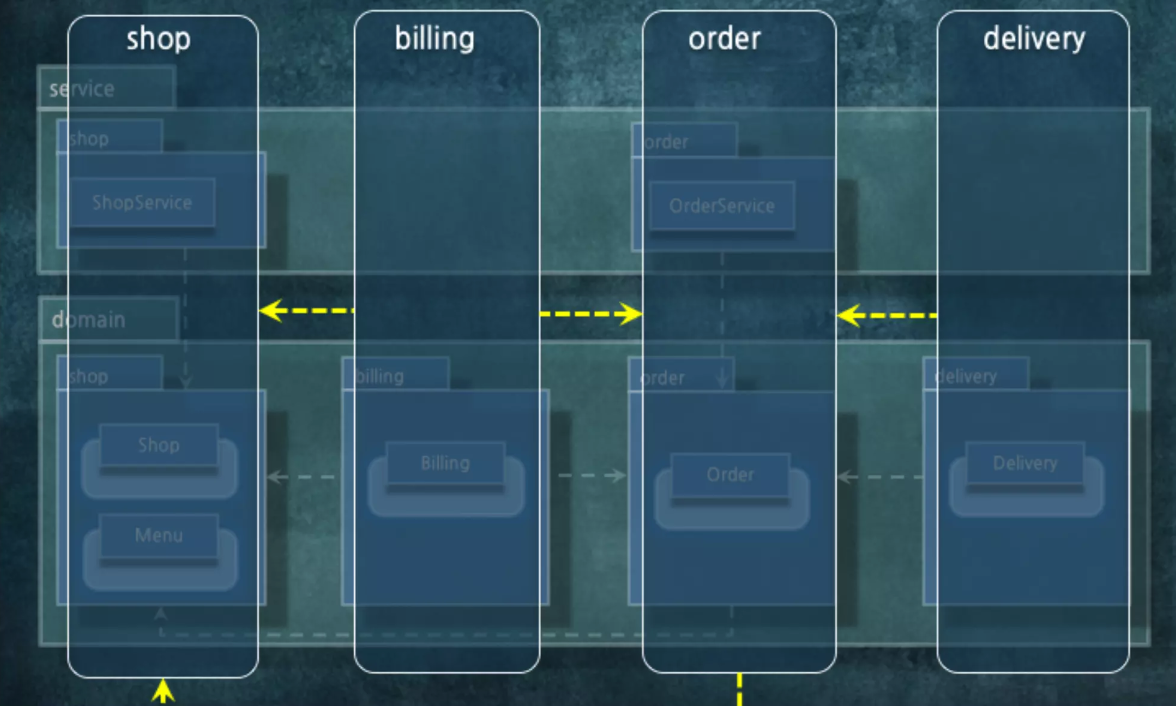 shop
billing
order
delivery
service
shop
order
ShopService
OrderService
domain
shop
billing
order
delivery
Shop
Billing
Order
Delivery
Menu